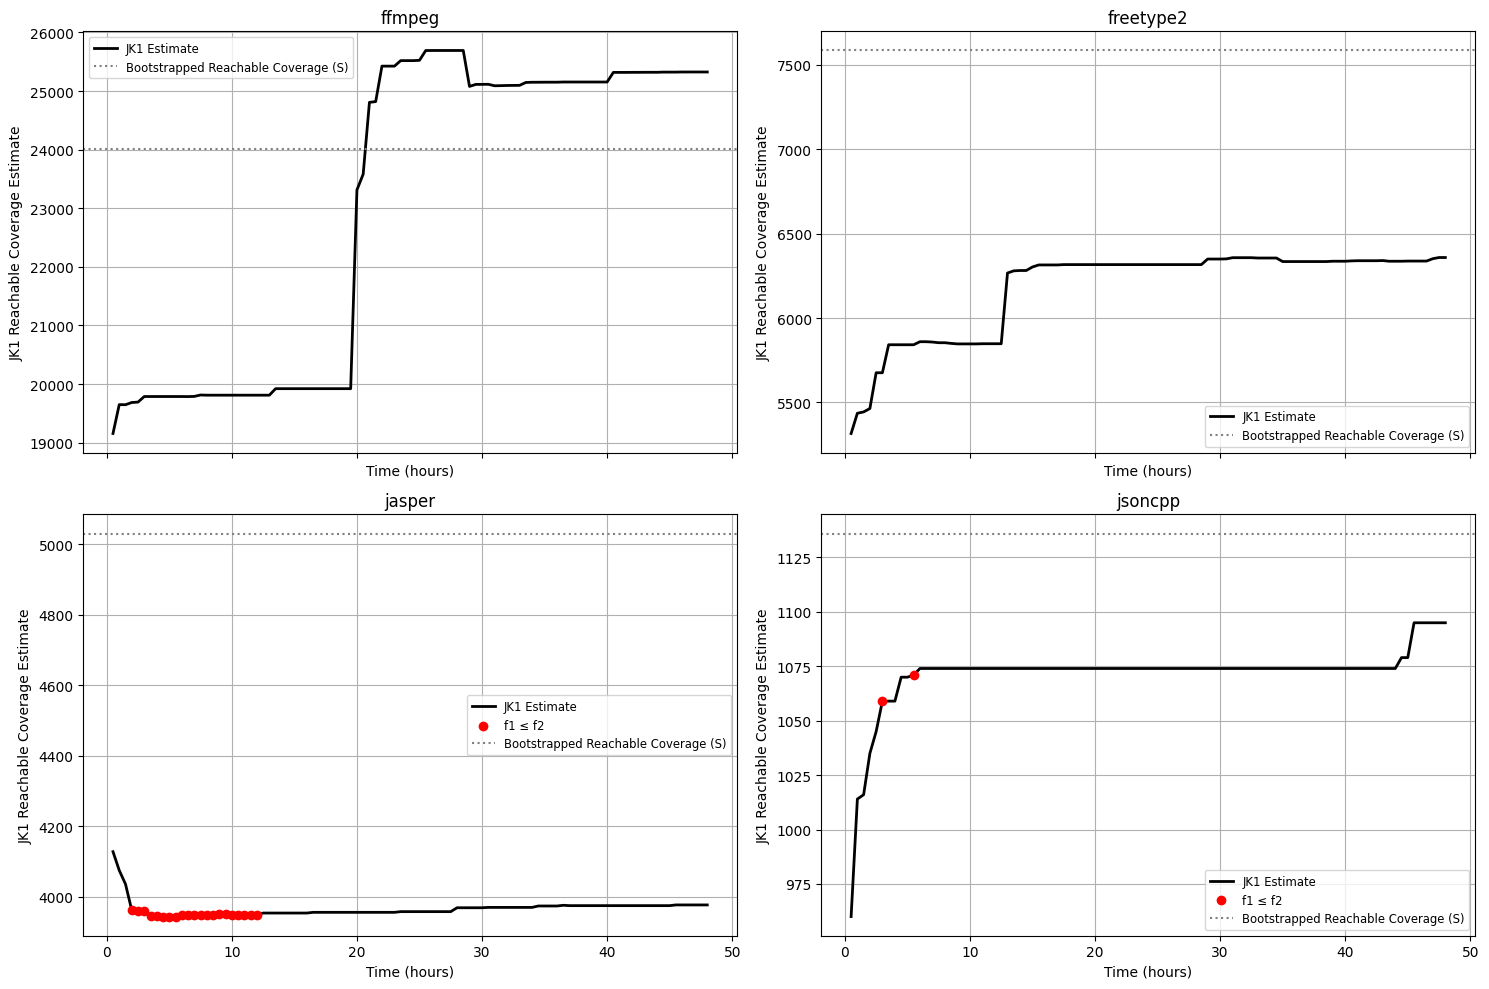 ffmpeg
JK1 Reachable Coverage Estimate
26000
25000
24000
23000
22000
21000
20000
19000
JK1 Estimate
Bootstrapped Reachable Coverage (S)
Time (hours)
freetype2
JK1 Reachable Coverage Estimate
7500
7000
6500
6000
5500
JK1 Estimate
Bootstrapped Reachable Coverage (S)
Time (hours)
jasper
JK1 Reachable Coverage Estimate
5000
4800
4600
4400
4200
4000
JK1 Estimate
f1 ≤ f2
Bootstrapped Reachable Coverage (S)
0 10 20 30 40 50
Time (hours)
jsoncpp
JK1 Reachable Coverage Estimate
1125
1100
1075
1050
1025
1000
975
JK1 Estimate
f1 ≤ f2
Bootstrapped Reachable Coverage (S)
0 10 20 30 40 50
Time (hours)